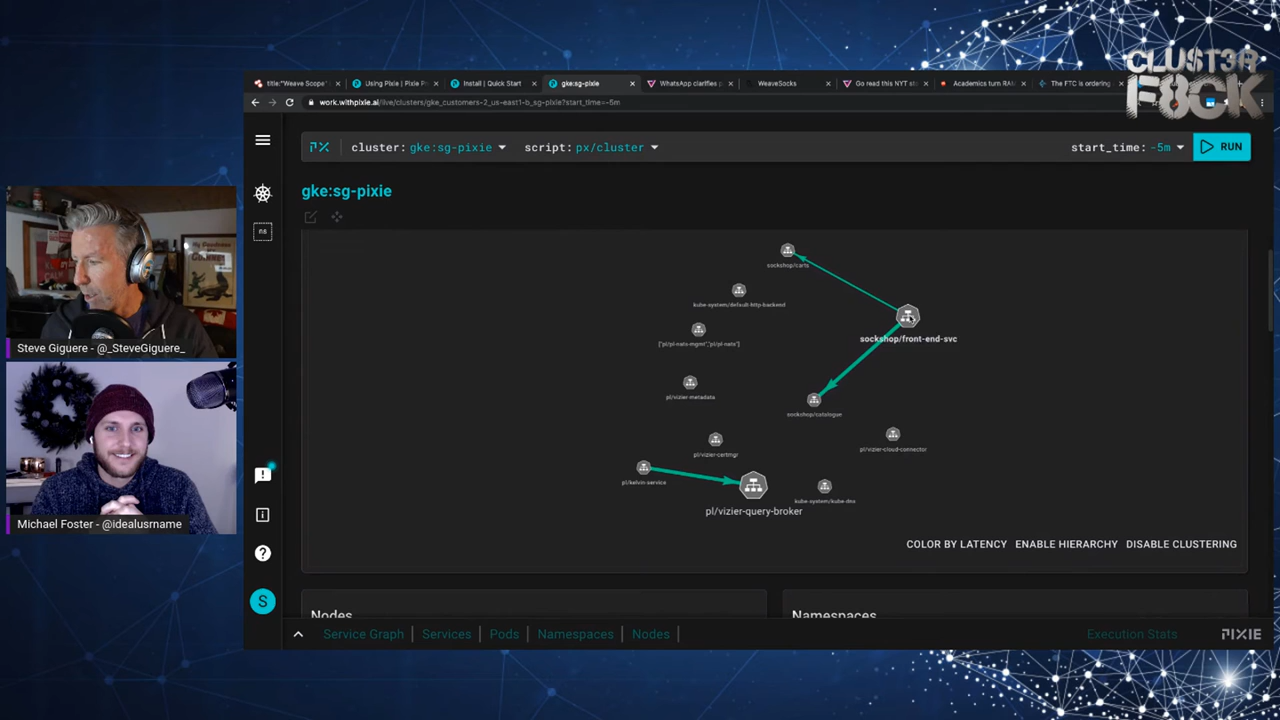 CLUST3R
F8CK
title:"Weave Scope"
Using Pixie | Pixie
Install | Quick Start
gke:sg-pixie
WhatsApp clarifies
WeaveSocks
Go read this NYT
Academics turn RAM
The FTC is ordering
work.withpixie.ai/live/clusters/gke_customers-2_us-east1-b_sg-pixie?start_time=-5m
PX
cluster: gke:sg-pixie
script: px/cluster
start_time: -5m
RUN
gke:sg-pixie
ns
sockshop/carts
kube-system/default-http-backend
sockshop/front-end-svc
["pl/pl-nats-mgmt","pl/pl-nats"]
pl/vizier-metadata
sockshop/catalogue
pl/vizier-certmgr
pl/vizier-cloud-connector
pl/kelvin-service
kube-system/kube-dns
pl/vizier-query-broker
COLOR BY LATENCY ENABLE HIERARCHY DISABLE CLUSTERING
Nodes
Namespaces
S
Service Graph
Services
Pods
Namespaces
Nodes
Execution Stats
PIXIE
Steve Giguere - @_SteveGiguere_
Michael Foster - @idealusrname